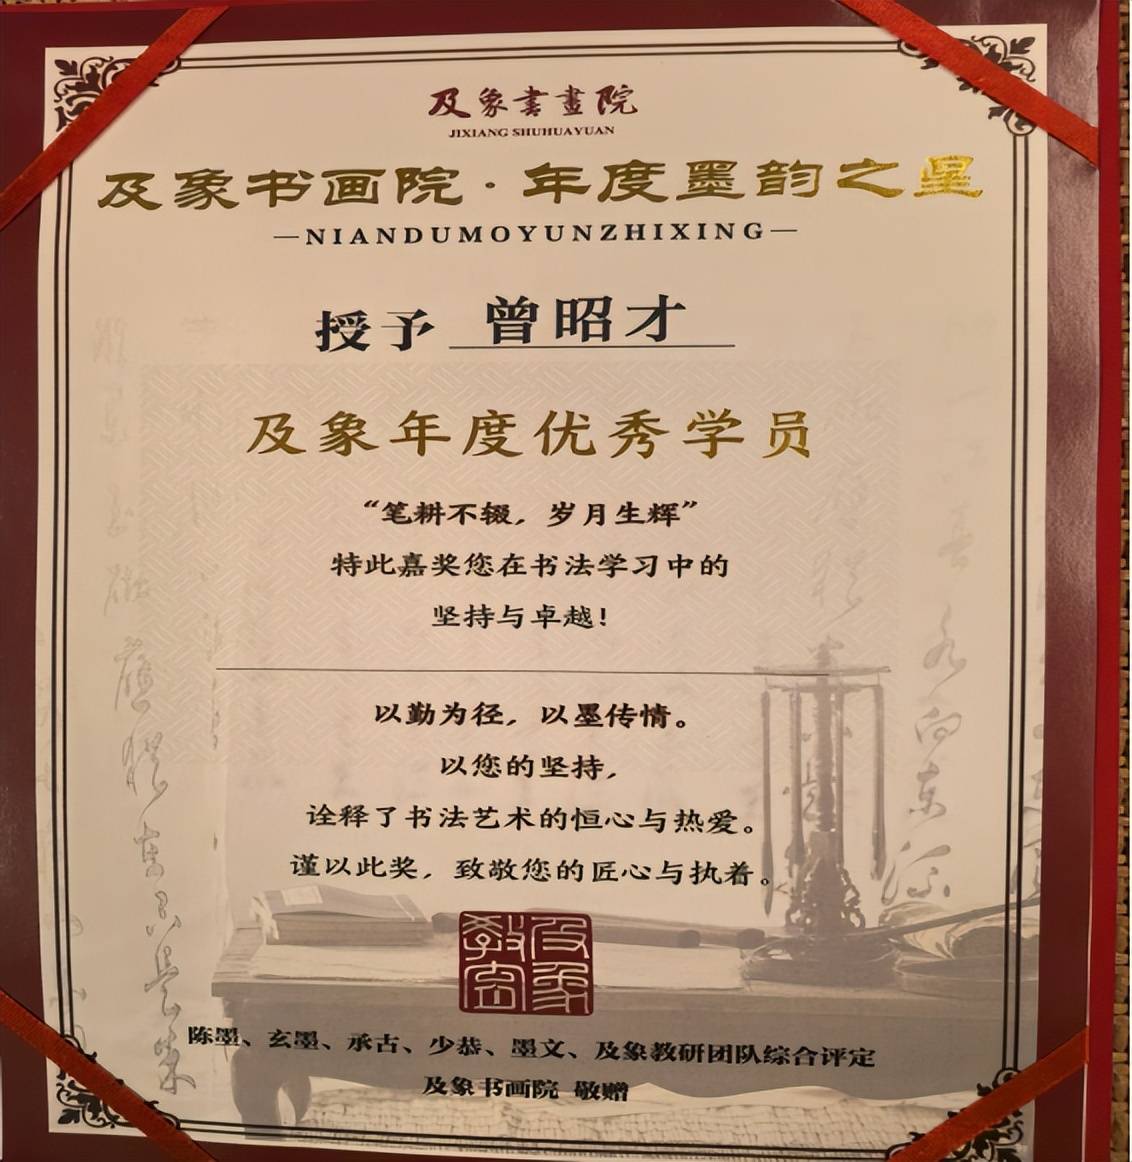 及象書畫院
JIXIANG SHUHUAYUAN
及象书画院·年度墨韵之星
—NIANDUMOYUNZHIXING—
授予 曾昭才
及象年度优秀学员
“笔耕不辍，岁月生辉”
特此嘉奖您在书法学习中的
坚持与卓越！
以勤为径，以墨传情。
以您的坚持，
诠释了书法艺术的恒心与热爱。
谨以此奖，致敬您的匠心与执着。
陈墨、玄墨、承古、少恭、墨文、及象教研团队综合评定
及象书画院 敬赠